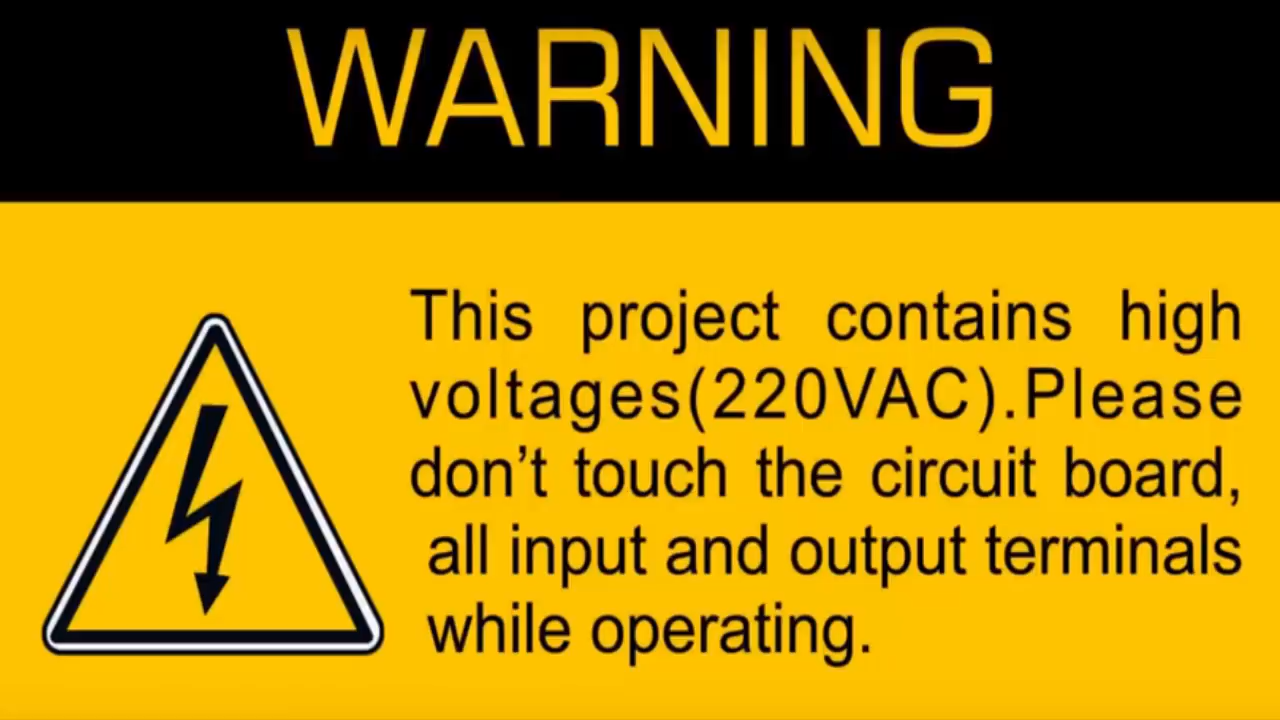 WARNING
This project contains high
voltages(220VAC).Please
don’t touch the circuit board,
all input and output terminals
while operating.